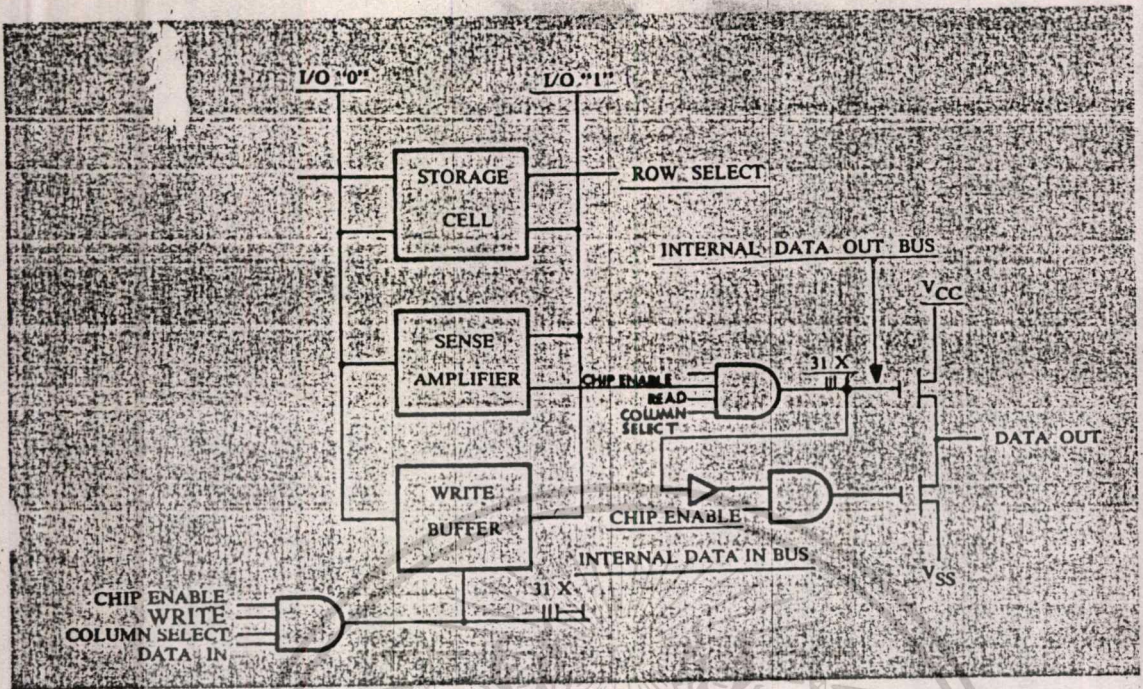 I/O "0"
I/O "1"
STORAGE
CELL
ROW SELECT
INTERNAL DATA OUT BUS
VCC
SENSE
AMPLIFIER
31 X
CHIP ENABLE
READ
COLUMN
SELECT
DATA OUT
WRITE
BUFFER
CHIP ENABLE
INTERNAL DATA IN BUS
VSS
31 X
CHIP ENABLE
WRITE
COLUMN SELECT
DATA IN